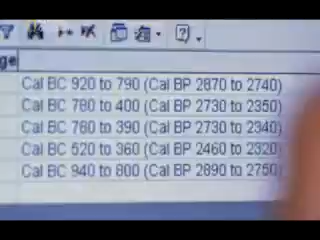 ge
Cal BC 920 to 790 (Cal BP 2870 to 2740)
Cal BC 780 to 400 (Cal BP 2730 to 2350)
Cal BC 780 to 390 (Cal BP 2730 to 2340)
Cal BC 520 to 360 (Cal BP 2460 to 2320)
Cal BC 940 to 800 (Cal BP 2890 to 2750)